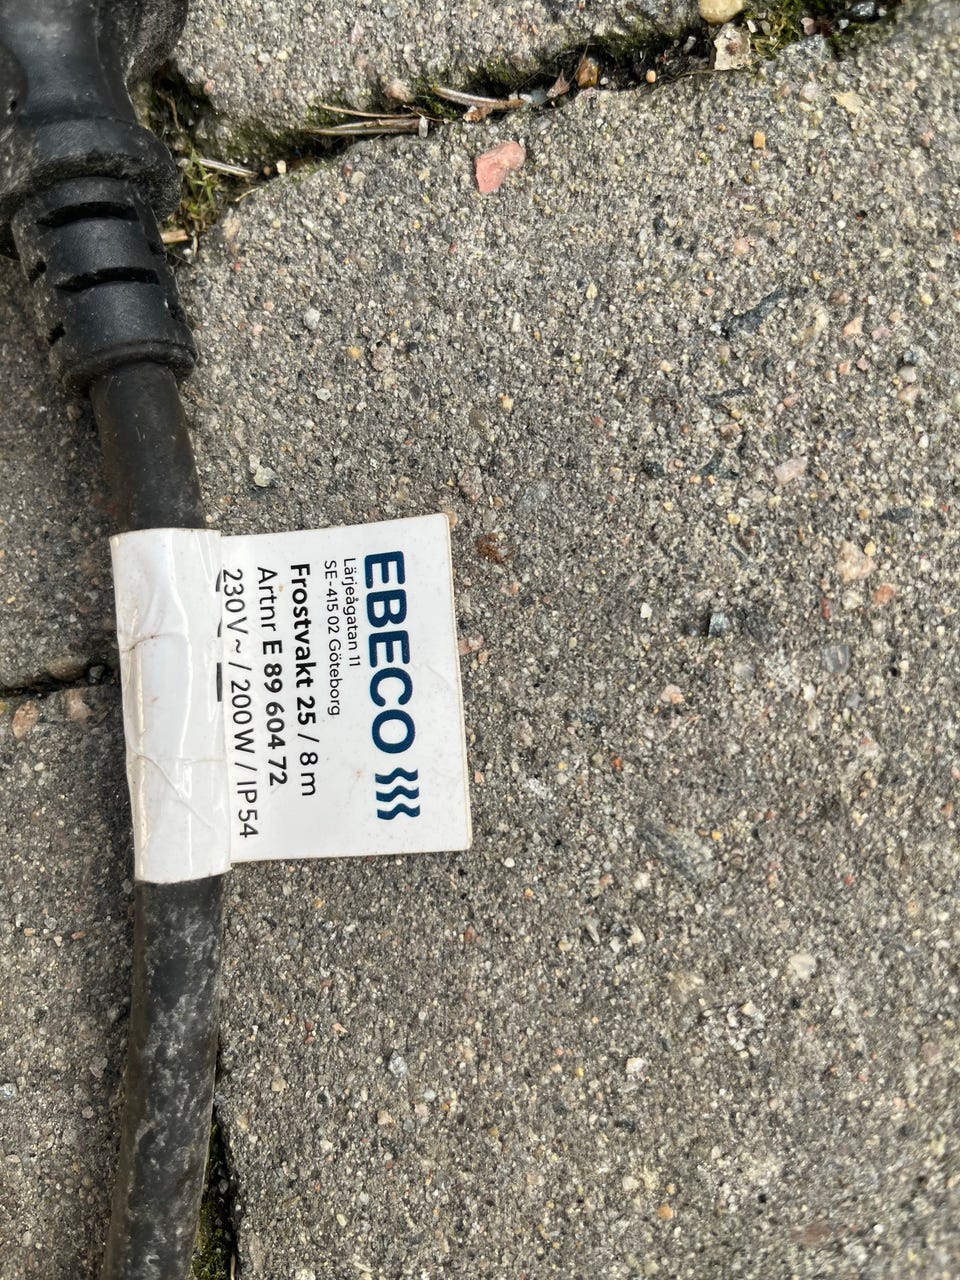 EBECO
Lärjeågatan 11
SE-415 02 Göteborg
Frostvakt 25 / 8 m
Artnr E 89 604 72
230V~ / 200W / IP54